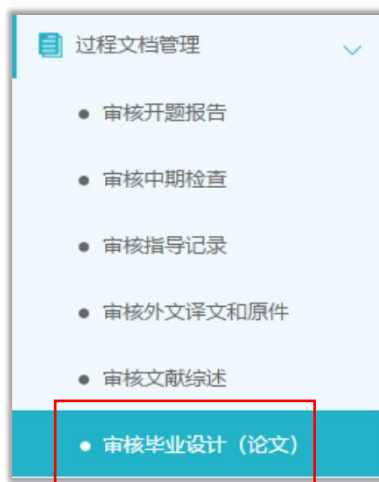 过程文档管理
审核开题报告
审核中期检查
审核指导记录
审核外文译文和原件
审核文献综述
审核毕业设计（论文）